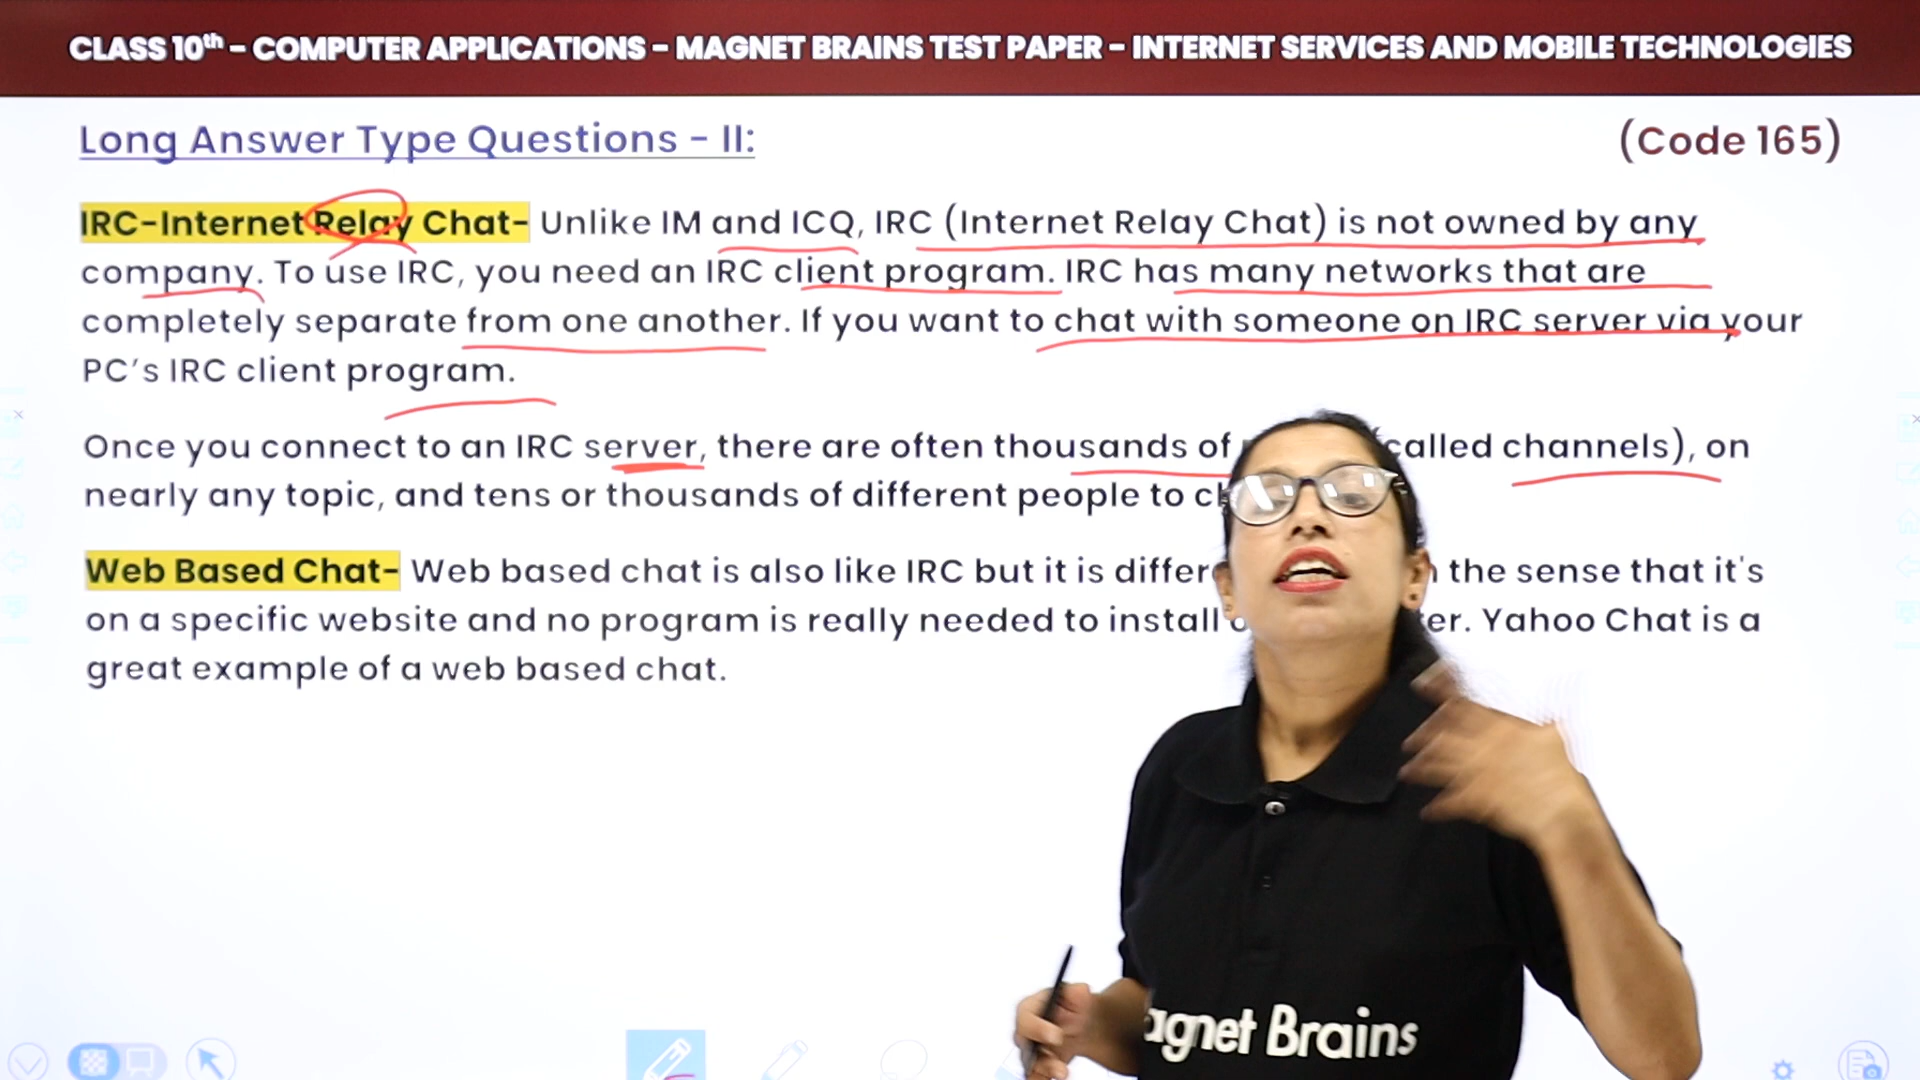 CLASS 10th - COMPUTER APPLICATIONS - MAGNET BRAINS TEST PAPER - INTERNET SERVICES AND MOBILE TECHNOLOGIES
Long Answer Type Questions - II: (Code 165)
IRC-Internet Relay Chat- Unlike IM and ICQ, IRC (Internet Relay Chat) is not owned by any
company. To use IRC, you need an IRC client program. IRC has many networks that are
completely separate from one another. If you want to chat with someone on IRC server via your
PC's IRC client program.
Once you connect to an IRC server, there are often thousands of called channels), on
nearly any topic, and tens or thousands of different people to
Web Based Chat- Web based chat is also like IRC but it is the sense that it's
on a specific website and no program is really needed to install Yahoo Chat is a
great example of a web based chat.
agnet Brains